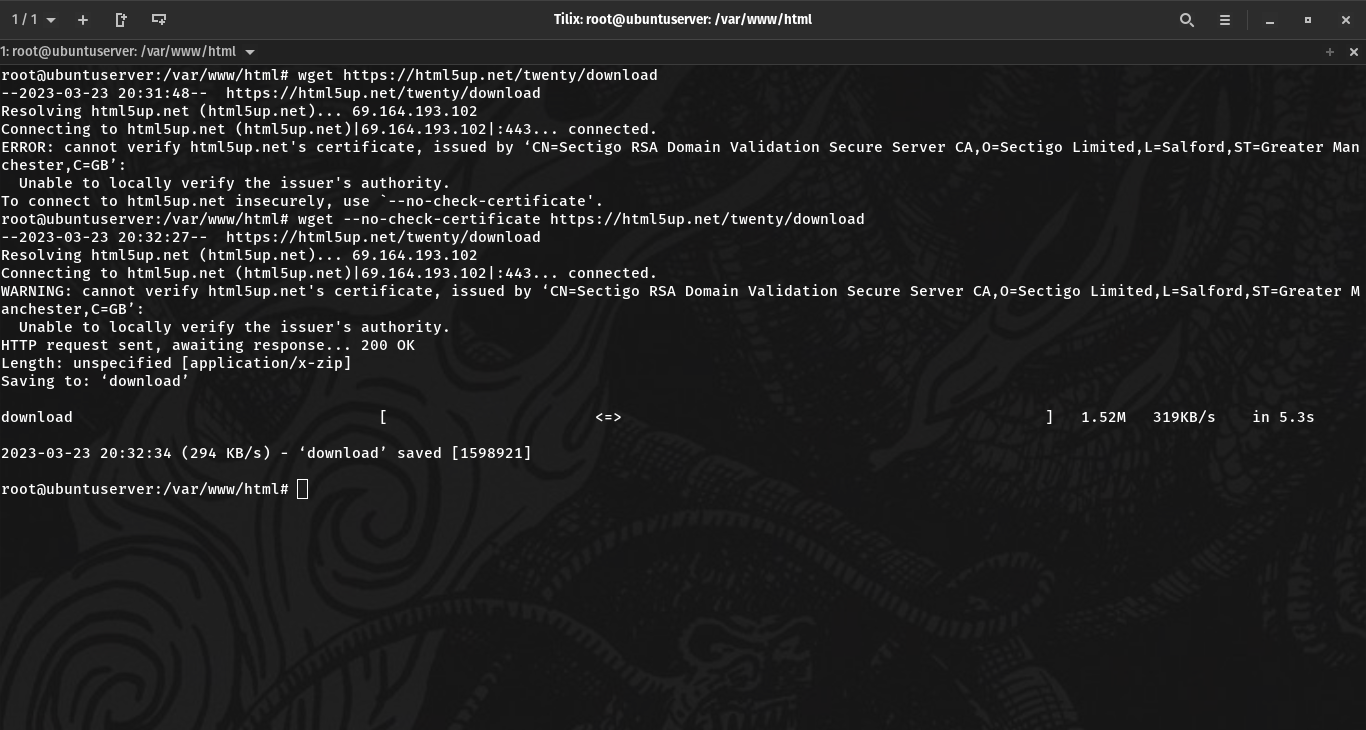 1 / 1
Tilix: root@ubuntuserver: /var/www/html
1: root@ubuntuserver: /var/www/html
root@ubuntuserver:/var/www/html# wget https://html5up.net/twenty/download
--2023-03-23 20:31:48--  https://html5up.net/twenty/download
Resolving html5up.net (html5up.net)... 69.164.193.102
Connecting to html5up.net (html5up.net)|69.164.193.102|:443... connected.
ERROR: cannot verify html5up.net's certificate, issued by ‘CN=Sectigo RSA Domain Validation Secure Server CA,O=Sectigo Limited,L=Salford,ST=Greater Man
chester,C=GB’:
  Unable to locally verify the issuer's authority.
To connect to html5up.net insecurely, use `--no-check-certificate'.
root@ubuntuserver:/var/www/html# wget --no-check-certificate https://html5up.net/twenty/download
--2023-03-23 20:32:27--  https://html5up.net/twenty/download
Resolving html5up.net (html5up.net)... 69.164.193.102
Connecting to html5up.net (html5up.net)|69.164.193.102|:443... connected.
WARNING: cannot verify html5up.net's certificate, issued by ‘CN=Sectigo RSA Domain Validation Secure Server CA,O=Sectigo Limited,L=Salford,ST=Greater M
anchester,C=GB’:
  Unable to locally verify the issuer's authority.
HTTP request sent, awaiting response... 200 OK
Length: unspecified [application/x-zip]
Saving to: ‘download’
download                                  [                       <=>                                               ]   1.52M   319KB/s    in 5.3s
2023-03-23 20:32:34 (294 KB/s) - ‘download’ saved [1598921]
root@ubuntuserver:/var/www/html#